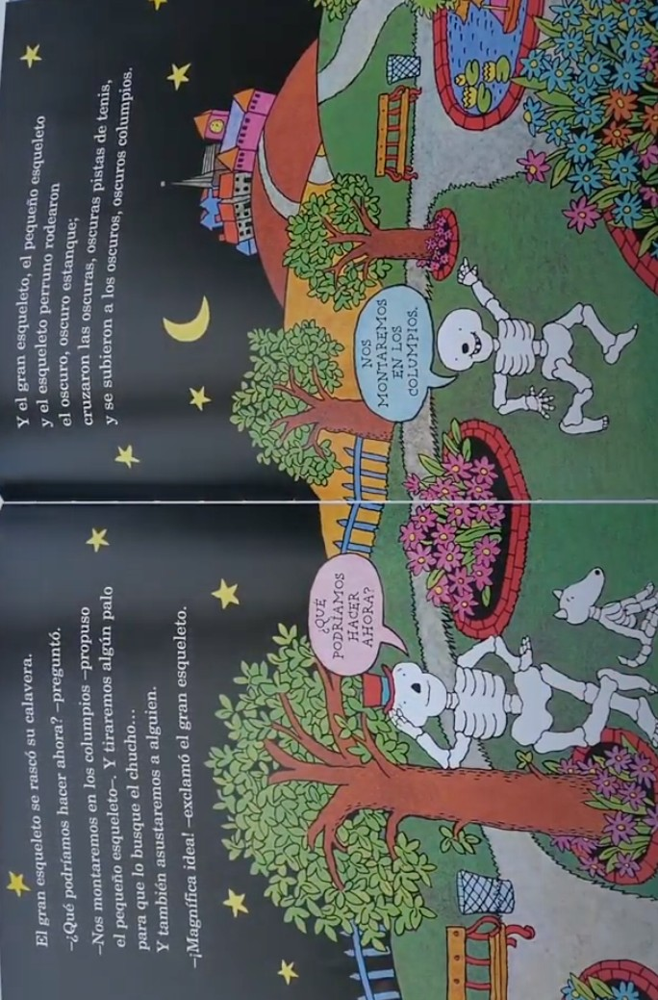 El gran esqueleto se rascó su calavera.
–¿Qué podríamos hacer ahora? –preguntó.
–Nos montaremos en los columpios –propuso
el pequeño esqueleto–. Y tiraremos algún palo
para que lo busque el chucho...
Y también asustaremos a alguien.
–¡Magnífica idea! –exclamó el gran esqueleto.
¿QUÉ
PODRÍAMOS
HACER
AHORA?
Y el gran esqueleto, el pequeño esqueleto
y el esqueleto perruno rodearon
el oscuro, oscuro estanque;
cruzaron las oscuras, oscuras pistas de tenis,
y se subieron a los oscuros, oscuros columpios.
NOS
MONTAREMOS
EN LOS
COLUMPIOS.